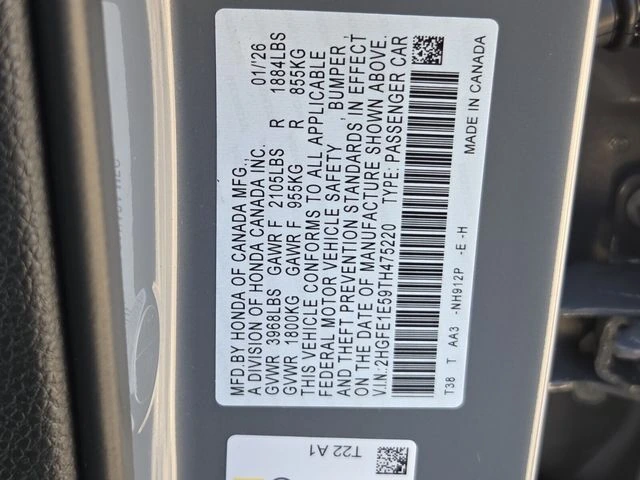 MFD.BY HONDA OF CANADA MFG.,
A DIVISION OF HONDA CANADA INC. 01/26
GVWR 3968LBS GAWR F 2105LBS R 1884LBS
GVWR 1800KG GAWR F 955KG R 855KG
THIS VEHICLE CONFORMS TO ALL APPLICABLE
FEDERAL MOTOR VEHICLE SAFETY , BUMPER ,
AND THEFT PREVENTION STANDARDS IN EFFECT
ON THE DATE OF MANUFACTURE SHOWN ABOVE.
V.I.N.:2HGFE1E59TH475220 TYPE: PASSENGER CAR
T38 T AA3 -NH912P -E -H MADE IN CANADA
T22 A1